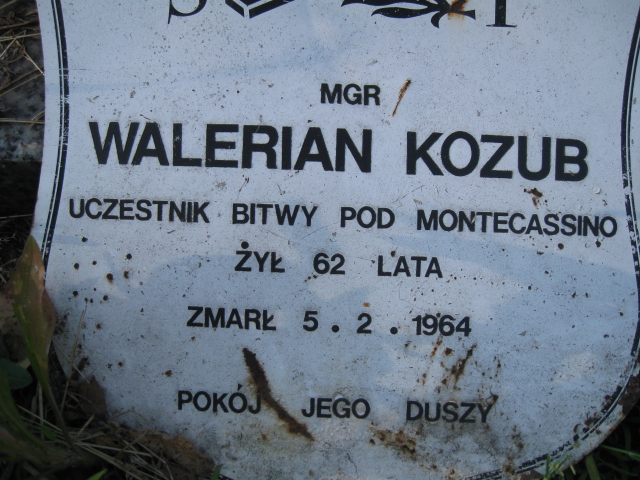 MGR
WALERIAN KOZUB
UCZESTNIK BITWY POD MONTECASSINO
ŻYŁ 62 LATA
ZMARŁ 5.2.1964
POKÓJ JEGO DUSZY